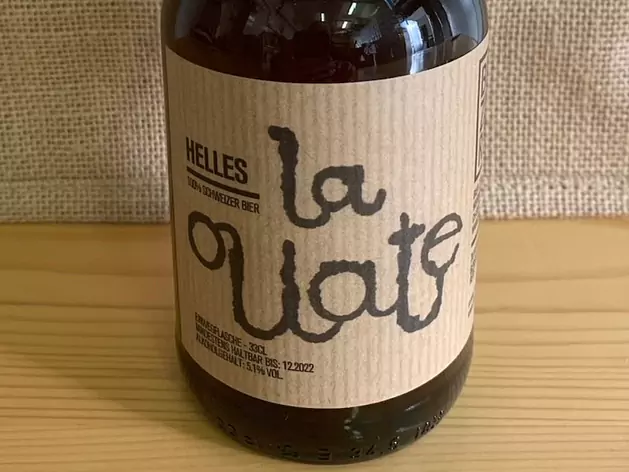 HELLES
100% SCHWEIZER BIER
la
ouate
EINWEGFLASCHE - 33CL
MINDESTENS HALTBAR BIS: 12.2022
ALKOHOLGEHALT: 5,1% VOL.